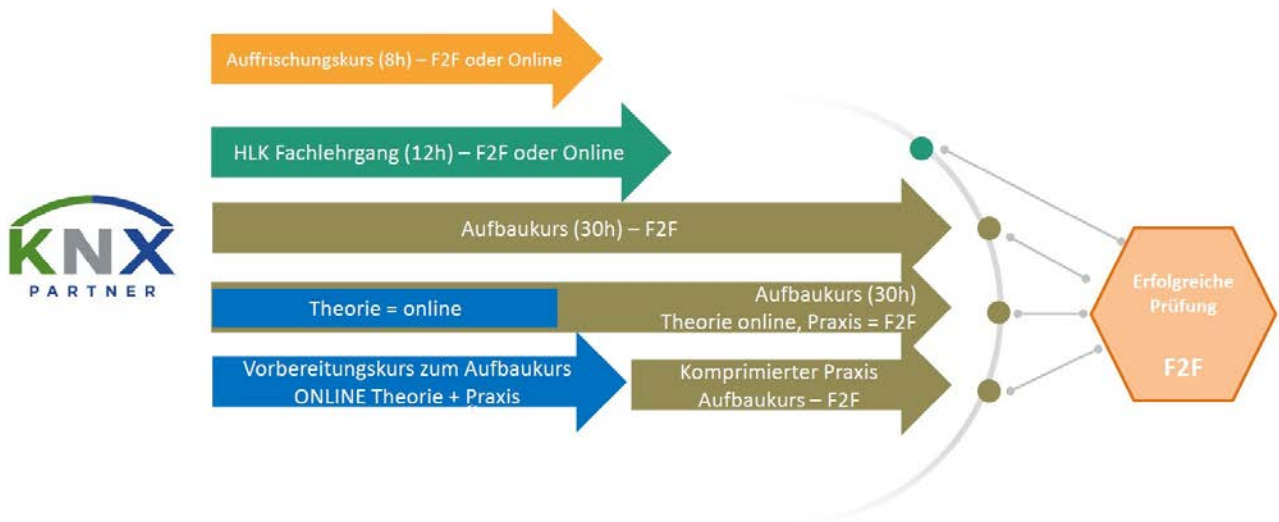 Auffrischungskurs (8h) – F2F oder Online
HLK Fachlehrgang (12h) – F2F oder Online
KNX
PARTNER
Aufbaukurs (30h) – F2F
Theorie = online
Aufbaukurs (30h)
Theorie online, Praxis = F2F
Vorbereitungskurs zum Aufbaukurs
ONLINE Theorie + Praxis
Komprimierter Praxis
Aufbaukurs – F2F
Erfolgreiche
Prüfung
F2F